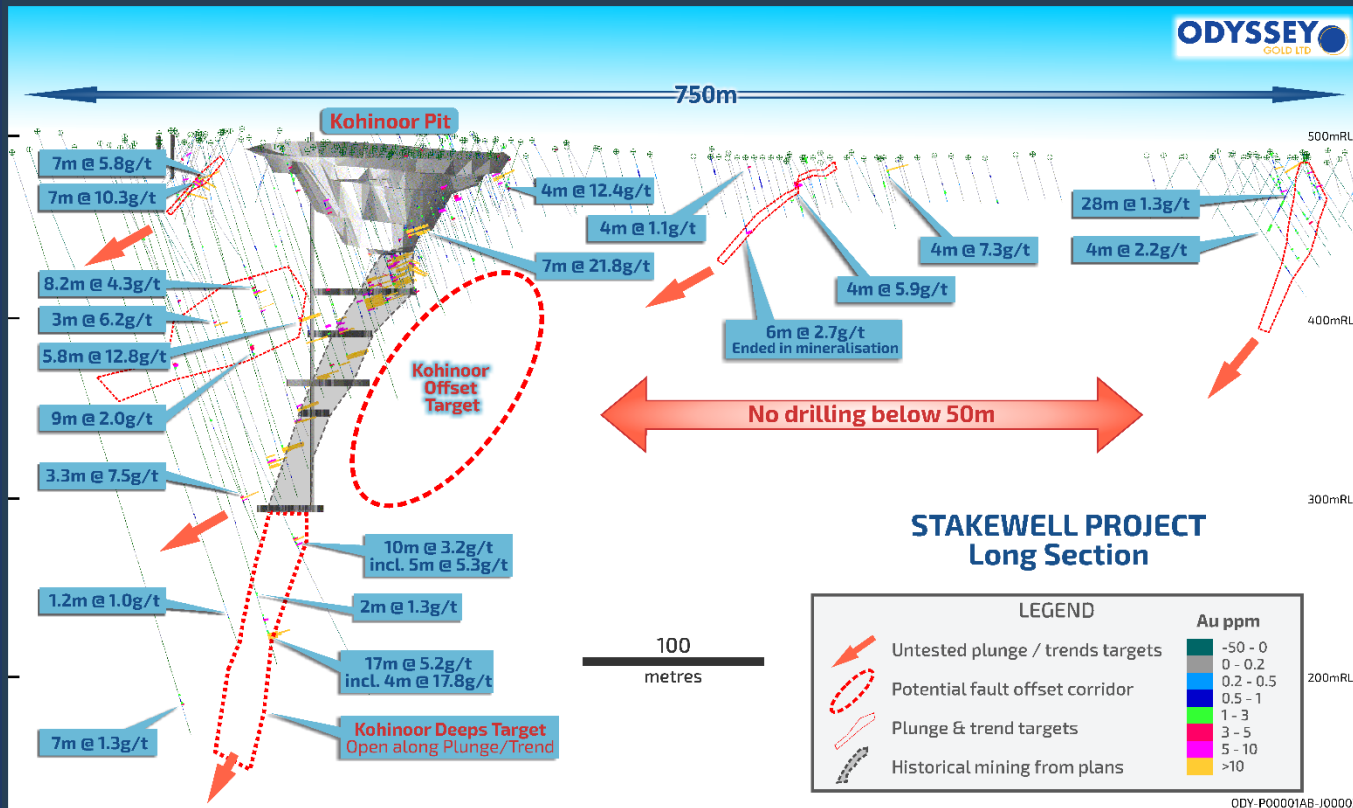 ODYSSEY
GOLD LTD
750m
Kohinoor Pit
500mRL
7m @ 5.8g/t
7m @ 10.3g/t
4m @ 12.4g/t
4m @ 1.1g/t
28m @ 1.3g/t
4m @ 7.3g/t
4m @ 2.2g/t
7m @ 21.8g/t
8.2m @ 4.3g/t
4m @ 5.9g/t
3m @ 6.2g/t
400mRL
6m @ 2.7g/t
Ended in mineralisation
5.8m @ 12.8g/t
Kohinoor
Offset
Target
9m @ 2.0g/t
No drilling below 50m
3.3m @ 7.5g/t
300mRL
STAKEWELL PROJECT
Long Section
10m @ 3.2g/t
incl. 5m @ 5.3g/t
1.2m @ 1.0g/t
2m @ 1.3g/t
17m @ 5.2g/t
incl. 4m @ 17.8g/t
100
metres
200mRL
Kohinoor Deeps Target
Open along Plunge/Trend
7m @ 1.3g/t
LEGEND
Untested plunge / trends targets
Potential fault offset corridor
Plunge & trend targets
Historical mining from plans
Au ppm
-50 - 0
0 - 0.2
0.2 - 0.5
0.5 - 1
1 - 3
3 - 5
5 - 10
>10
ODY-P00001AB-J0000